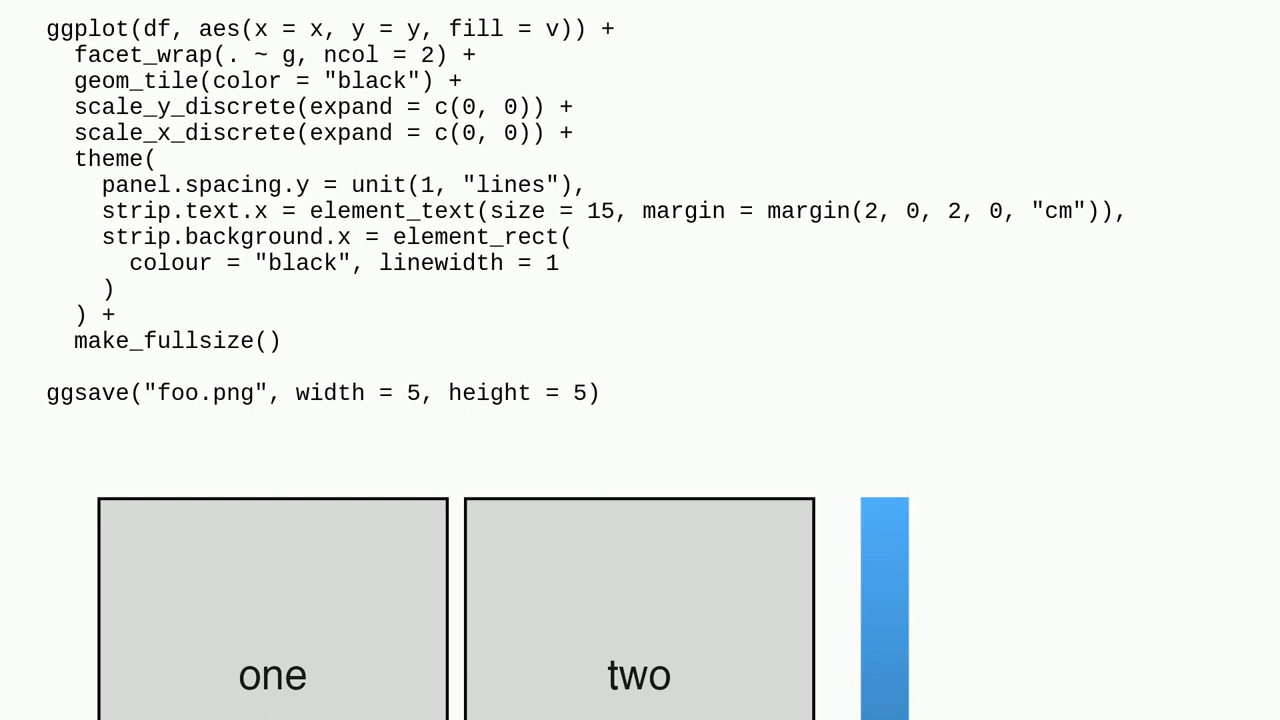 ggplot(df, aes(x = x, y = y, fill = v)) +
  facet_wrap(. ~ g, ncol = 2) +
  geom_tile(color = "black") +
  scale_y_discrete(expand = c(0, 0)) +
  scale_x_discrete(expand = c(0, 0)) +
  theme(
    panel.spacing.y = unit(1, "lines"),
    strip.text.x = element_text(size = 15, margin = margin(2, 0, 2, 0, "cm")),
    strip.background.x = element_rect(
      colour = "black", linewidth = 1
    )
  ) +
  make_fullsize()
ggsave("foo.png", width = 5, height = 5)
one
two